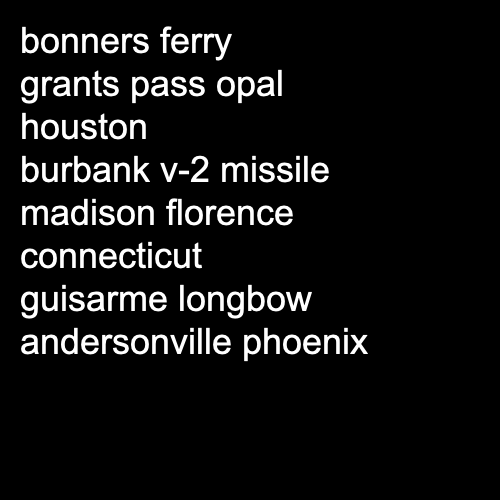 bonners ferry
grants pass opal
houston
burbank v-2 missile
madison florence
connecticut
guisarme longbow
andersonville phoenix